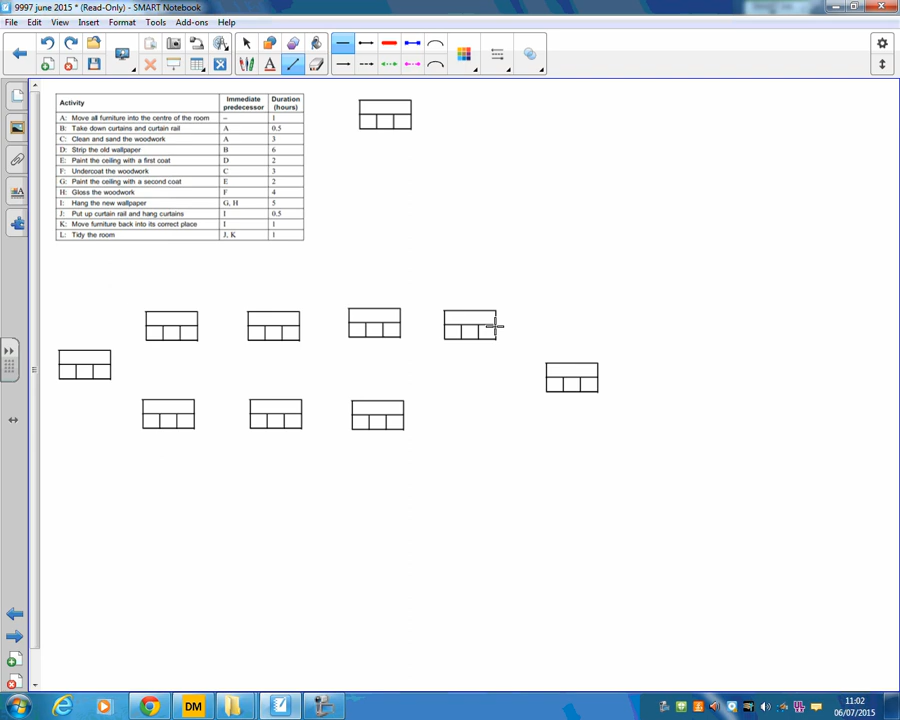 9997 june 2015 * (Read-Only) - SMART Notebook
File Edit View Insert Format Tools Add-ons Help
Activity Immediate predecessor Duration (hours)
A: Move all furniture into the centre of the room – 1
B: Take down curtains and curtain rail A 0.5
C: Clean and sand the woodwork A 3
D: Strip the old wallpaper B 6
E: Paint the ceiling with a first coat D 2
F: Undercoat the woodwork C 3
G: Paint the ceiling with a second coat E 2
H: Gloss the woodwork F 4
I: Hang the new wallpaper G, H 5
J: Put up curtain rail and hang curtains I 0.5
K: Move furniture back into its correct place I 1
L: Tidy the room J, K 1
DM
11:02
06/07/2015